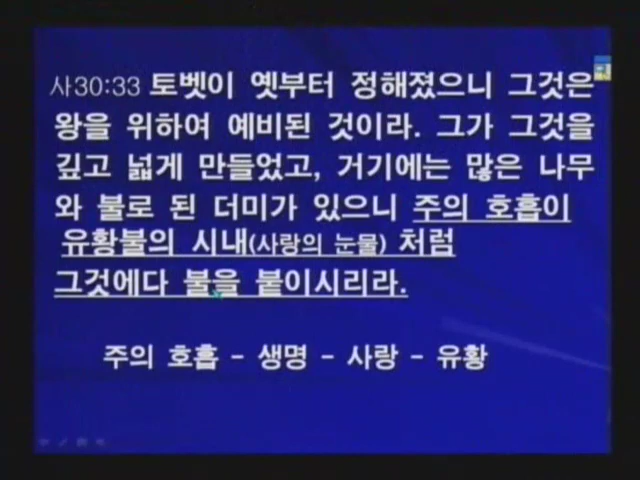 사30:33 토벳이 옛부터 정해졌으니 그것은
왕을 위하여 예비된 것이라. 그가 그것을
깊고 넓게 만들었고, 거기에는 많은 나무
와 불로 된 더미가 있으니 주의 호흡이
유황불의 시내(사랑의 눈물) 처럼
그것에다 불을 붙이시리라.
주의 호흡 - 생명 - 사랑 - 유황